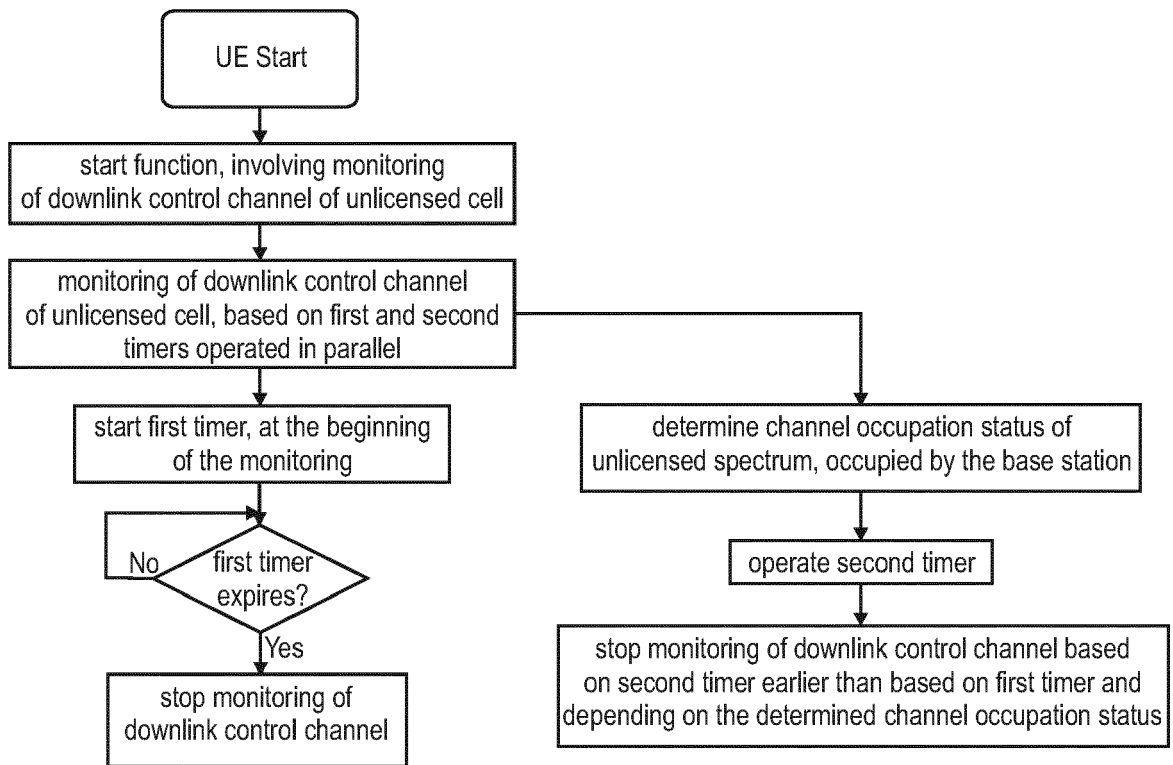 UE Start
start function, involving monitoring
of downlink control channel of unlicensed cell
monitoring of downlink control channel
of unlicensed cell, based on first and second
timers operated in parallel
start first timer, at the beginning
of the monitoring
No
first timer
expires?
Yes
stop monitoring of
downlink control channel
determine channel occupation status of
unlicensed spectrum, occupied by the base station
operate second timer
stop monitoring of downlink control channel based
on second timer earlier than based on first timer and
depending on the determined channel occupation status